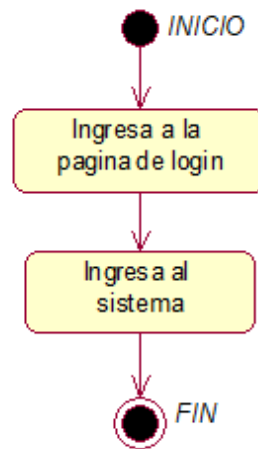 INICIO
Ingresa a la
pagina de login
Ingresa al
sistema
FIN